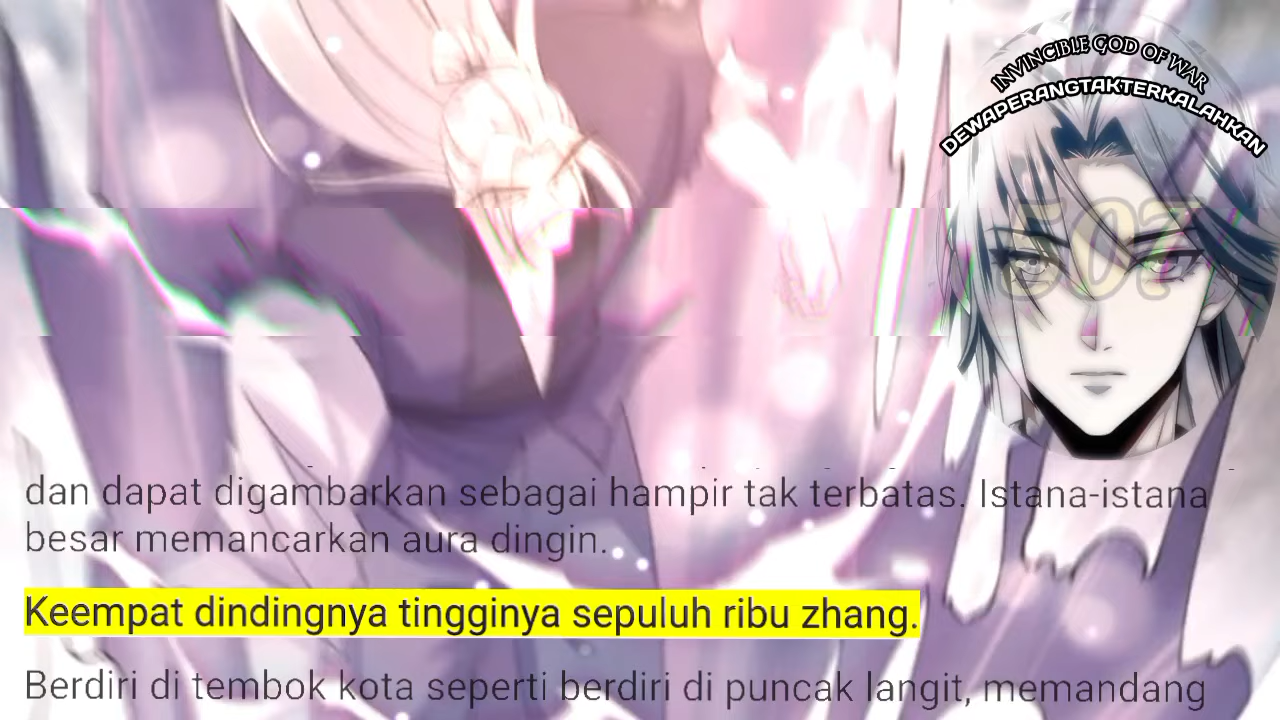 INVINCIBLE GOD OF WAR
DEWAPERANGTAKTERKALAHKAN
507
dan dapat digambarkan sebagai hampir tak terbatas. Istana-istana
besar memancarkan aura dingin.
Keempat dindingnya tingginya sepuluh ribu zhang.
Berdiri di tembok kota seperti berdiri di puncak langit, memandang